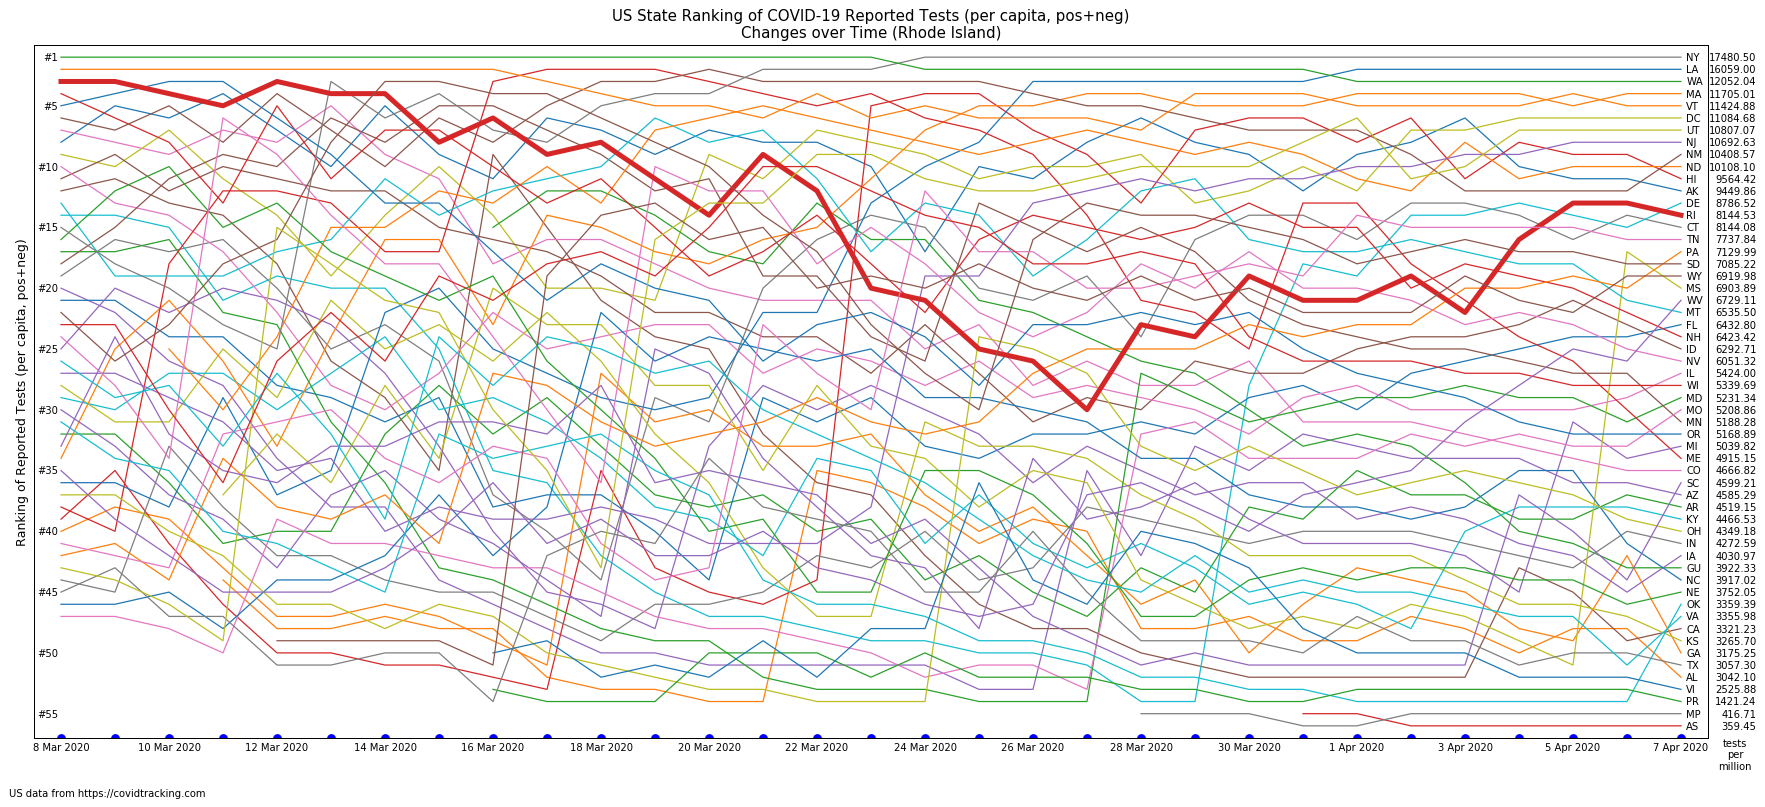 US State Ranking of COVID-19 Reported Tests (per capita, pos+neg)
Changes over Time (Rhode Island)
Ranking of Reported Tests (per capita, pos+neg)
#1
#5
#10
#15
#20
#25
#30
#35
#40
#45
#50
#55
NY 17480.50
LA 16059.00
WA 12052.04
MA 11705.01
VT 11424.88
DC 11084.68
UT 10807.07
NJ 10692.63
NM 10408.57
ND 10108.10
HI 9564.42
AK 9449.86
DE 8786.52
RI 8144.53
CT 8144.08
TN 7737.84
PA 7129.99
SD 7085.22
WY 6919.98
MS 6903.89
WV 6729.11
MT 6535.50
FL 6432.80
NH 6423.42
ID 6292.71
NV 6051.32
IL 5424.00
WI 5339.69
MD 5231.34
MO 5208.86
MN 5188.28
OR 5168.89
MI 5039.82
ME 4915.15
CO 4666.82
SC 4599.21
AZ 4585.29
AR 4519.15
KY 4466.53
OH 4349.18
IN 4272.59
IA 4030.97
GU 3922.33
NC 3917.02
NE 3752.05
OK 3359.39
VA 3355.98
CA 3321.23
KS 3265.70
GA 3175.25
TX 3057.30
AL 3042.10
VI 2525.88
PR 1421.24
MP 416.71
AS 359.45
8 Mar 2020 10 Mar 2020 12 Mar 2020 14 Mar 2020 16 Mar 2020 18 Mar 2020 20 Mar 2020 22 Mar 2020 24 Mar 2020 26 Mar 2020 28 Mar 2020 30 Mar 2020 1 Apr 2020 3 Apr 2020 5 Apr 2020 7 Apr 2020
tests
per
million
US data from https://covidtracking.com